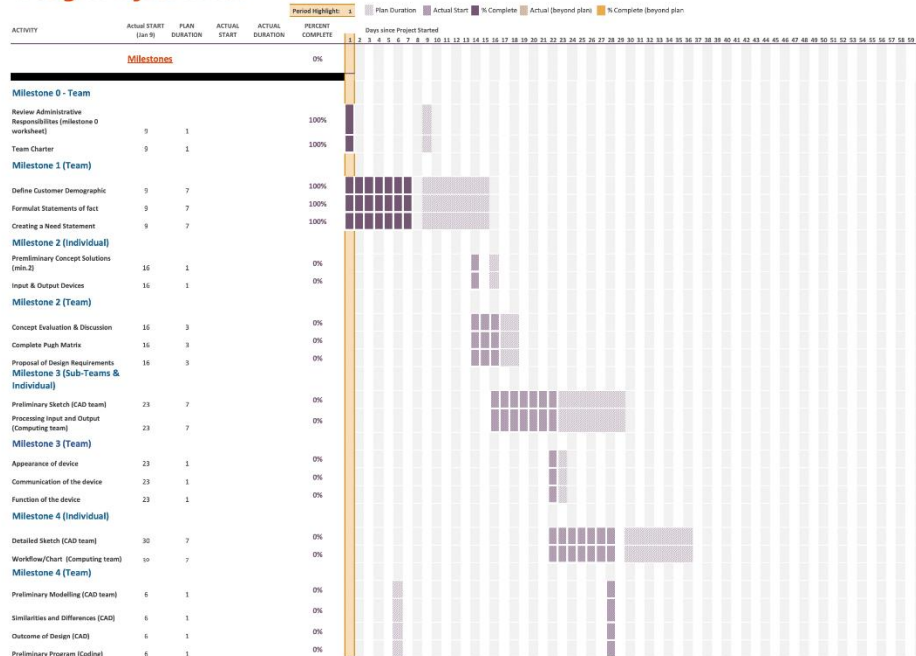 Period Highlight: 1 Plan Duration Actual Start % Complete Actual (beyond plan) % Complete (beyond plan
ACTIVITY Actual START (Jan 9) PLAN DURATION ACTUAL START ACTUAL DURATION PERCENT COMPLETE Days since Project Started
1 2 3 4 5 6 7 8 9 10 11 12 13 14 15 16 17 18 19 20 21 22 23 24 25 26 27 28 29 30 31 32 33 34 35 36 37 38 39 40 41 42 43 44 45 46 47 48 49 50 51 52 53 54 55 56 57 58 59
Milestones 0%
Milestone 0 - Team
Review Administrative
Responsibilites (milestone 0
worksheet) 9 1 100%
Team Charter 9 1 100%
Milestone 1 (Team)
Define Customer Demographic 9 7 100%
Formulat Statements of fact 9 7 100%
Creating a Need Statement 9 7 100%
Milestone 2 (Individual)
Premliminary Concept Solutions
(min.2) 16 1 0%
Input & Output Devices 16 1 0%
Milestone 2 (Team)
Concept Evaluation & Discussion 16 3 0%
Complete Pugh Matrix 16 3 0%
Proposal of Design Requirements 16 3 0%
Milestone 3 (Sub-Teams &
Individual)
Preliminary Sketch (CAD team) 23 7 0%
Processing Input and Output
(Computing team) 23 7 0%
Milestone 3 (Team)
Appearance of device 23 1 0%
Communication of the device 23 1 0%
Function of the device 23 1 0%
Milestone 4 (Individual)
Detailed Sketch (CAD team) 30 7 0%
Workflow/Chart (Computing team) 30 7 0%
Milestone 4 (Team)
Preliminary Modelling (CAD team) 6 1 0%
Similarities and Differences (CAD) 6 1 0%
Outcome of Design (CAD) 6 1 0%
Preliminary Program (Coding) 6 1 0%